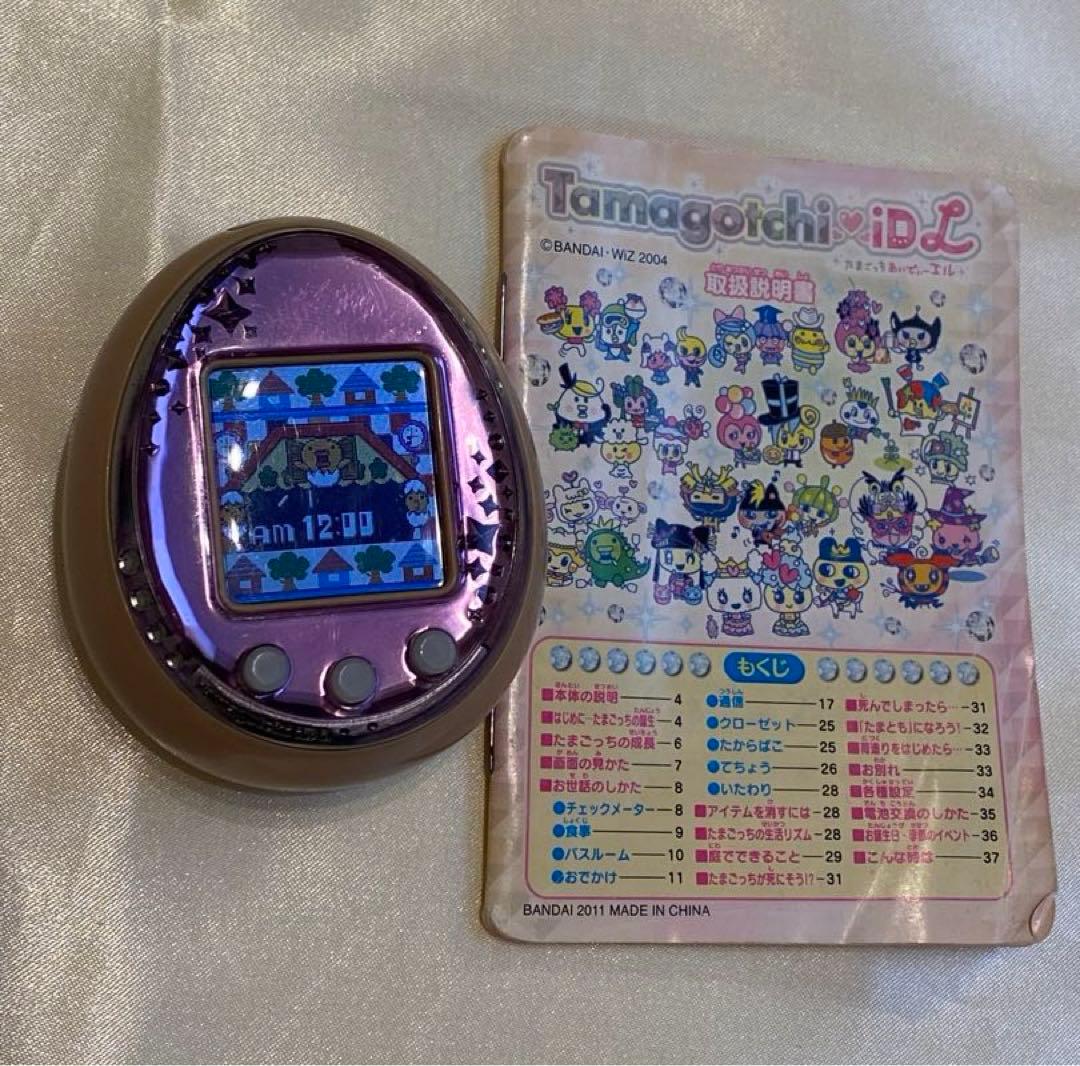 am 12:00
Tamagotchi iD L
たまごっち あいでぃーエル
©BANDAI・WiZ 2004
取扱説明書
もくじ
■本体の説明 4
■はじめに…たまごっちの誕生 4
■たまごっちの成長 6
■画面の見かた 7
■お世話のしかた 8
●チェックメーター 8
●食事 9
●バスルーム 10
●おでかけ 11
●通信 17
●クローゼット 25
●たからばこ 25
●てちょう 26
●いたわり 28
■アイテムを消すには 28
■たまごっちの生活リズム 28
■庭でできること 29
■たまごっちが死にそう!? 31
■死んでしまったら… 31
■「たまとも」になろう! 32
■荷造りをはじめたら… 33
■お別れ 33
■各種設定 34
■電池交換のしかた 35
■お誕生日・季節のイベント 36
■こんな時は 37
BANDAI 2011 MADE IN CHINA